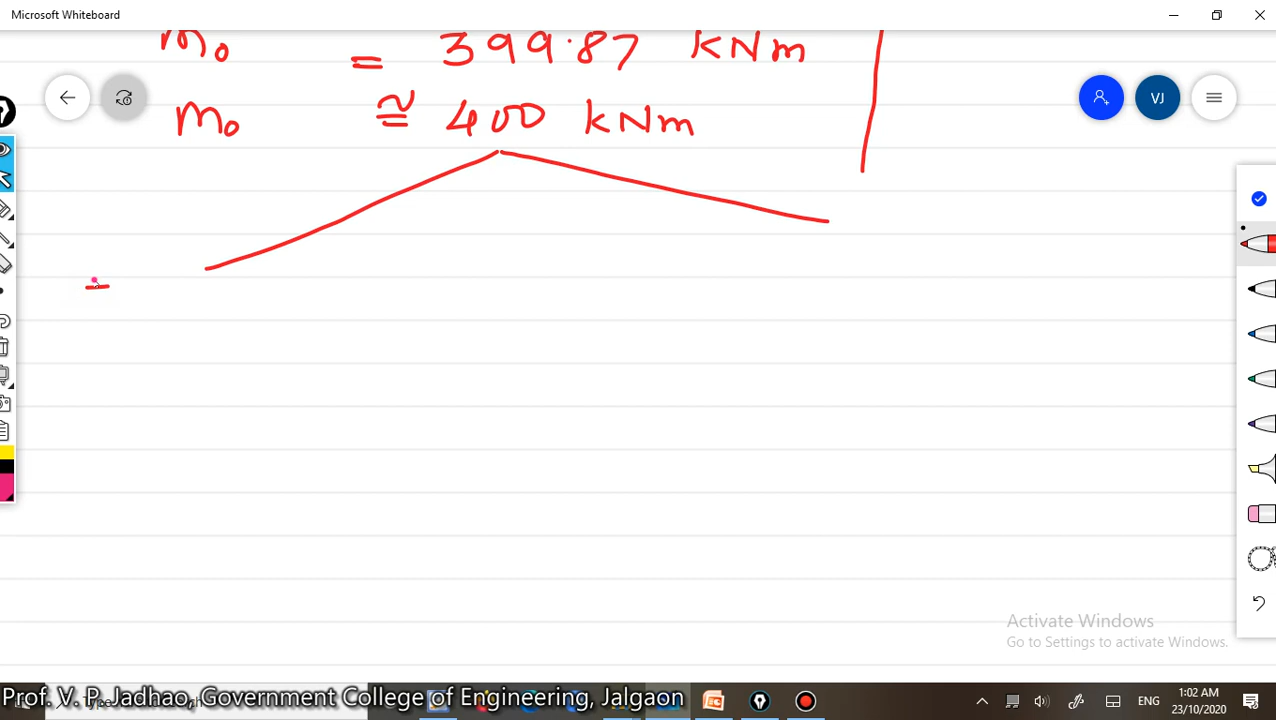 Microsoft Whiteboard
M₀ = 399.87 kNm
M₀ ≅ 400 kNm
VJ
Activate Windows
Go to Settings to activate Windows.
Prof. V. P. Jadhao, Government College of Engineering, Jalgaon
ENG
1:02 AM
23/10/2020